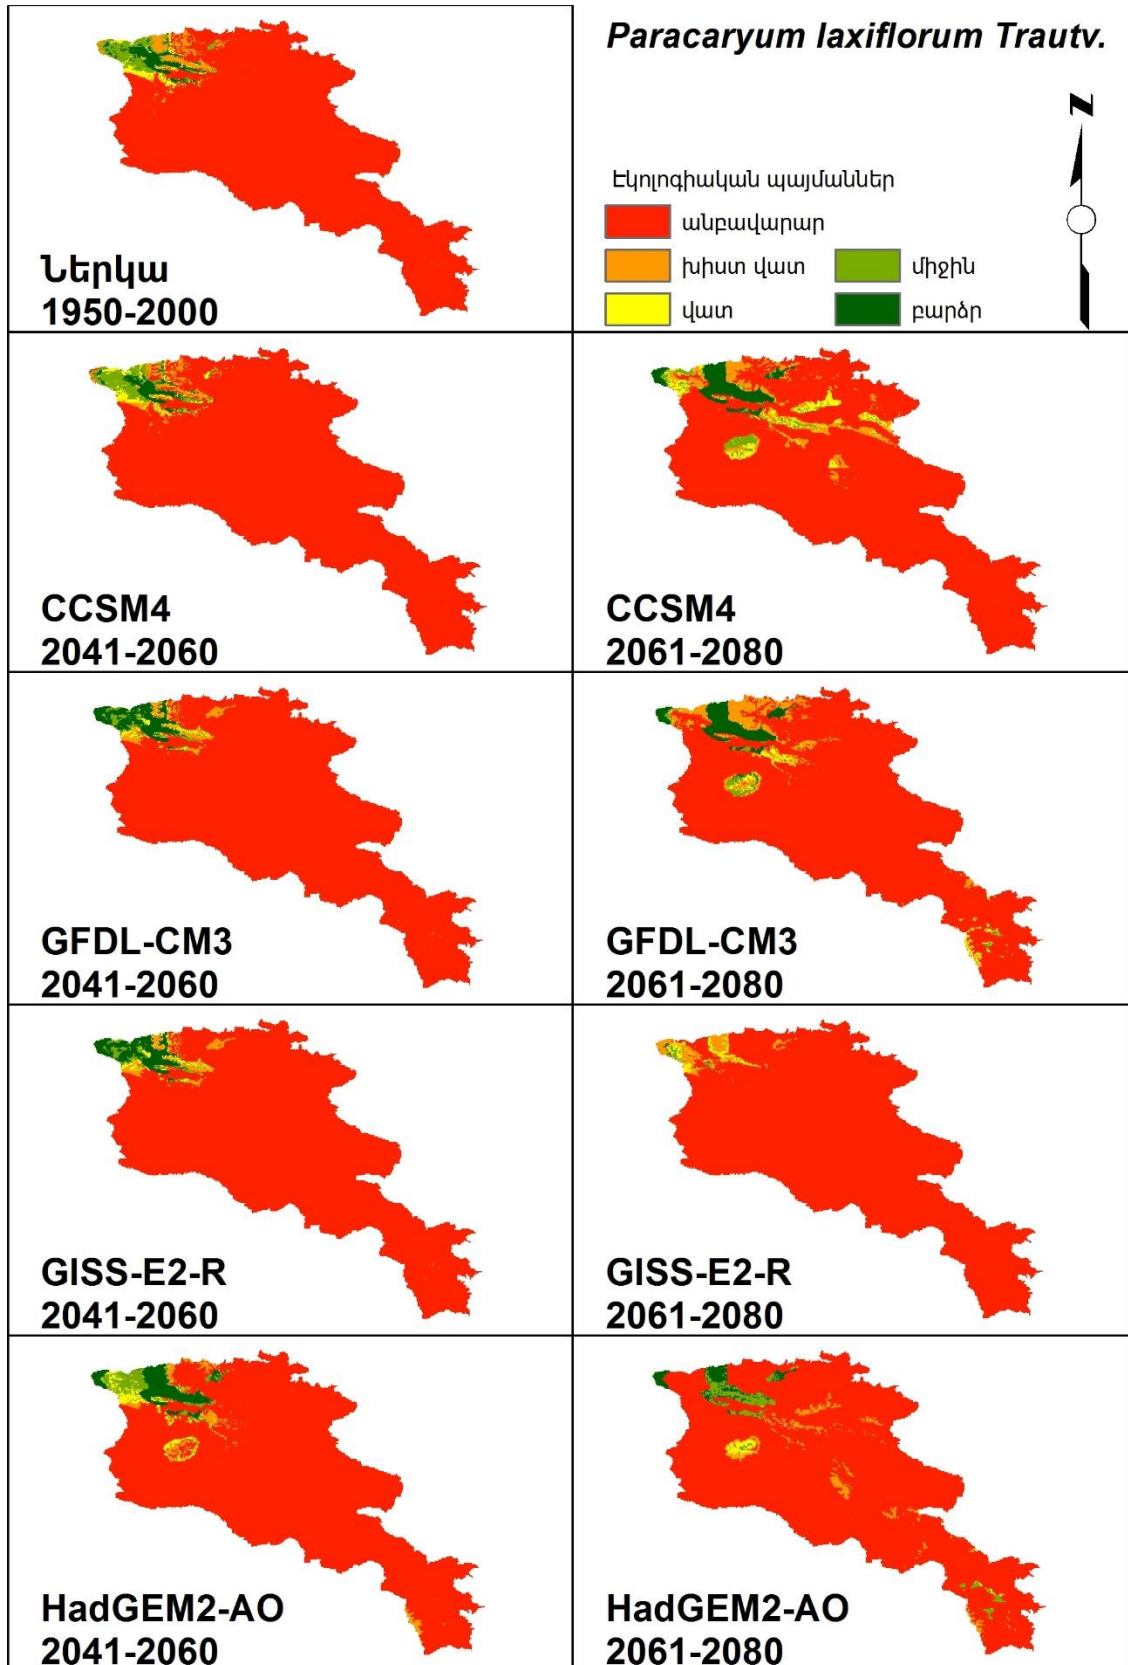 Paracaryum laxiflorum Trautv.
N
Էկոլոգիական պայմաններ
անբավարար
խիստ վատ
միջին
վատ
բարձր
Ներկա
1950-2000
CCSM4
2041-2060
CCSM4
2061-2080
GFDL-CM3
2041-2060
GFDL-CM3
2061-2080
GISS-E2-R
2041-2060
GISS-E2-R
2061-2080
HadGEM2-AO
2041-2060
HadGEM2-AO
2061-2080